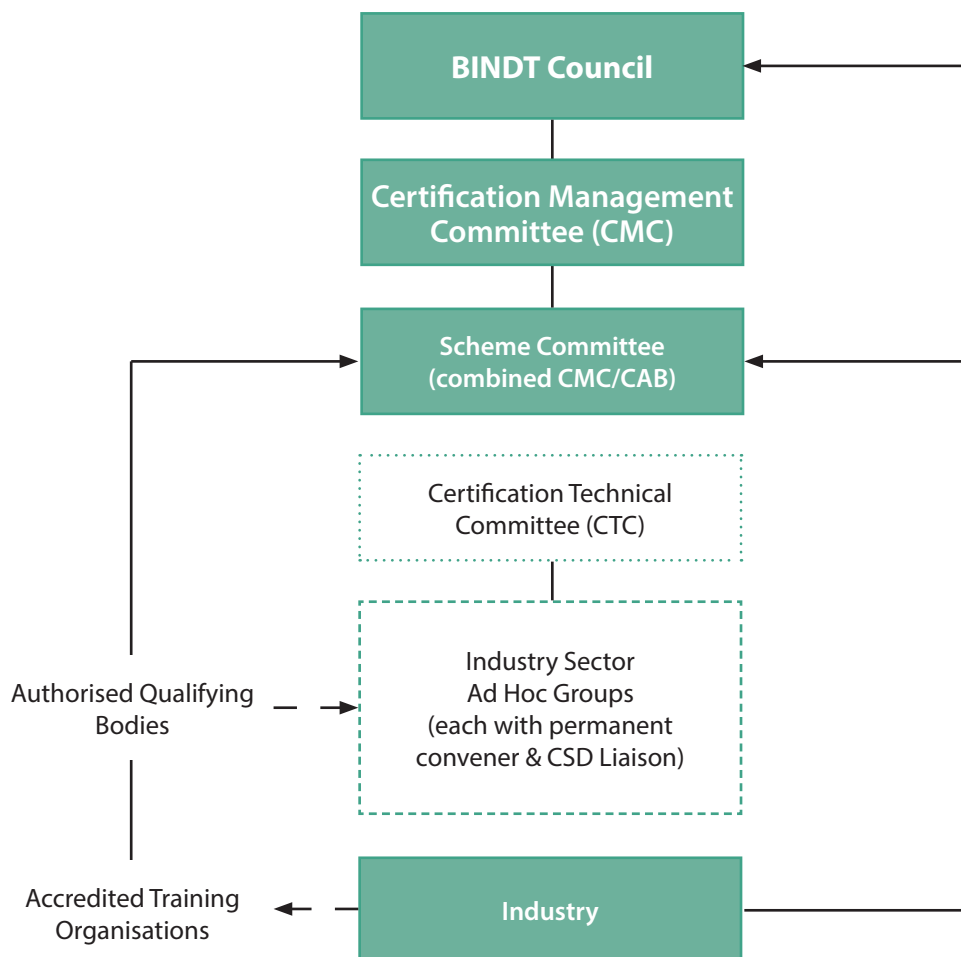 BINDT Council
Certification Management
Committee (CMC)
Scheme Committee
(combined CMC/CAB)
Certification Technical
Committee (CTC)
Industry Sector
Ad Hoc Groups
(each with permanent
convener & CSD Liaison)
Authorised Qualifying
Bodies
Accredited Training
Organisations
Industry